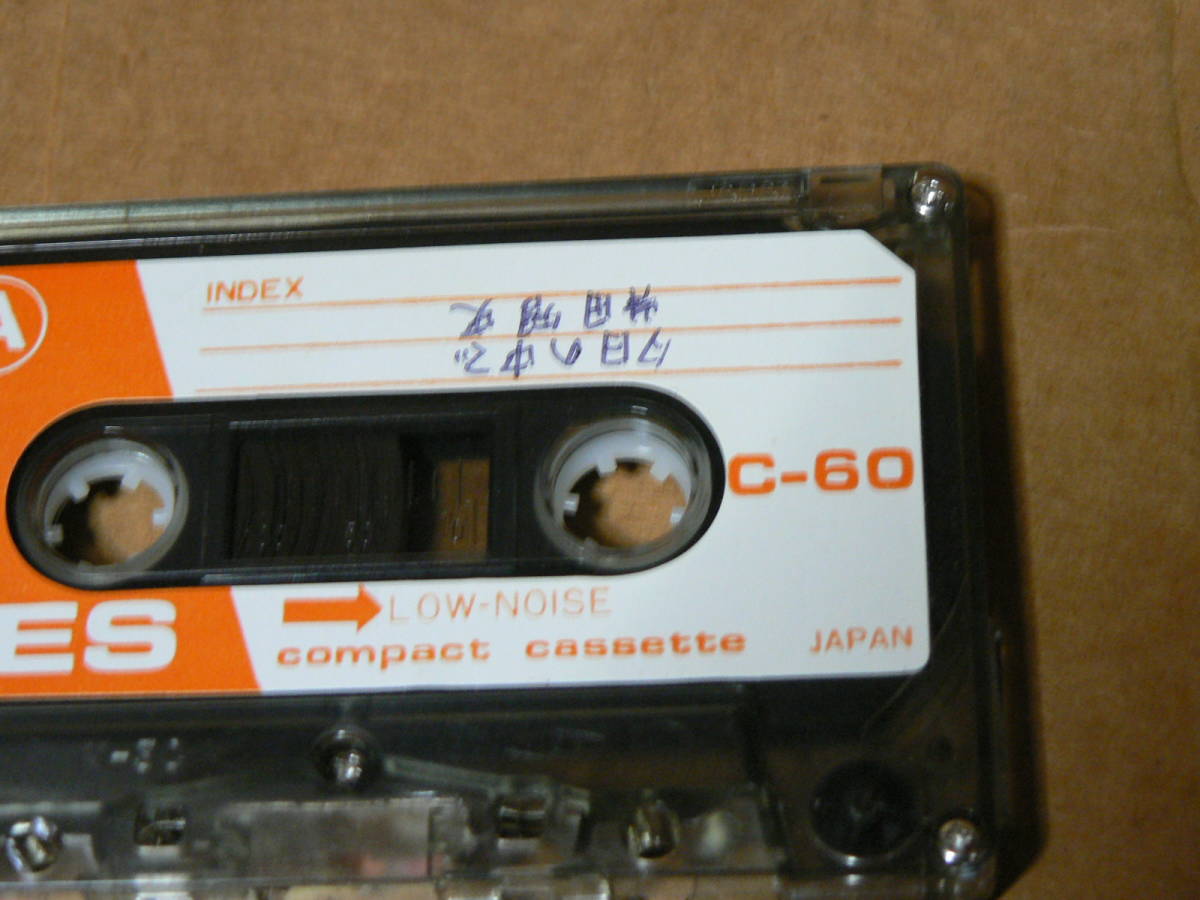 A
INDEX
C-60
ES
LOW-NOISE
compact cassette
JAPAN